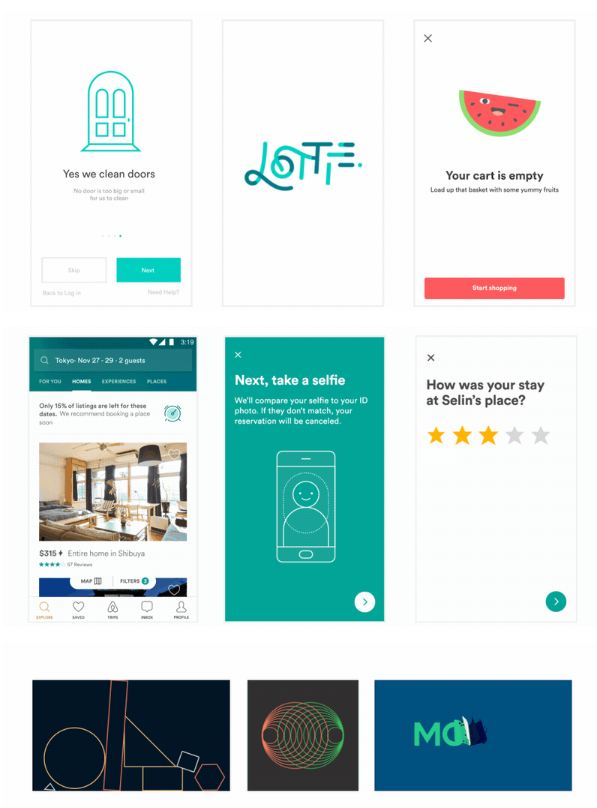 Yes we clean doors
No door is too big or small
for us to clean
Skip
Next
Back to Log in
Need Help?
LOTTIE.
Your cart is empty
Load up that basket with some yummy fruits
Start shopping
3:19
Tokyo· Nov 27 - 29 · 2 guests
FOR YOU HOMES EXPERIENCES PLACES
Only 15% of listings are left for these
dates. We recommend booking a place
soon
$315 Entire home in Shibuya
67 Reviews
MAP FILTERS 3
EXPLORE SAVED TRIPS INBOX PROFILE
Next, take a selfie
We'll compare your selfie to your ID
photo. If they don't match, your
reservation will be canceled.
How was your stay
at Selin's place?
MO